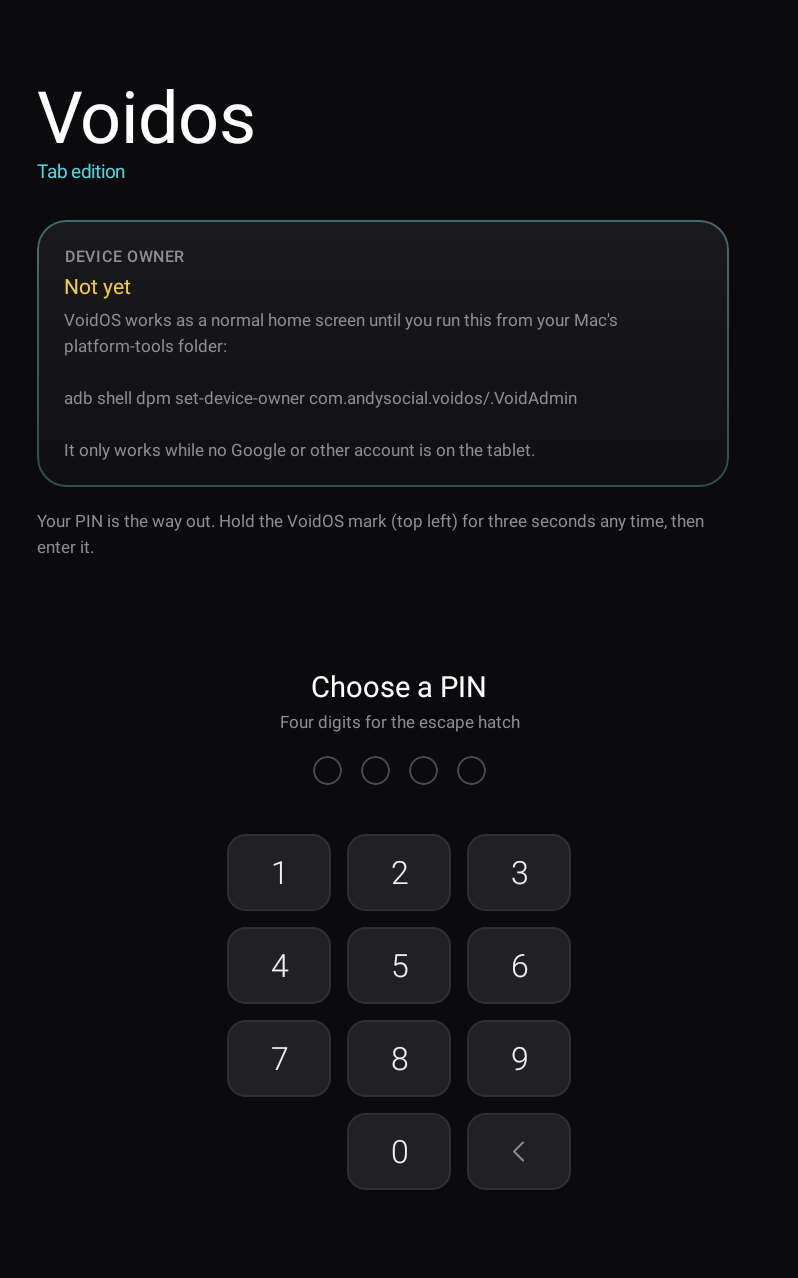 Voidos
Tab edition
DEVICE OWNER
Not yet
VoidOS works as a normal home screen until you run this from your Mac's
platform-tools folder:
adb shell dpm set-device-owner com.andysocial.voidos/.VoidAdmin
It only works while no Google or other account is on the tablet.
Your PIN is the way out. Hold the VoidOS mark (top left) for three seconds any time, then
enter it.
Choose a PIN
Four digits for the escape hatch
1 2 3
4 5 6
7 8 9
0